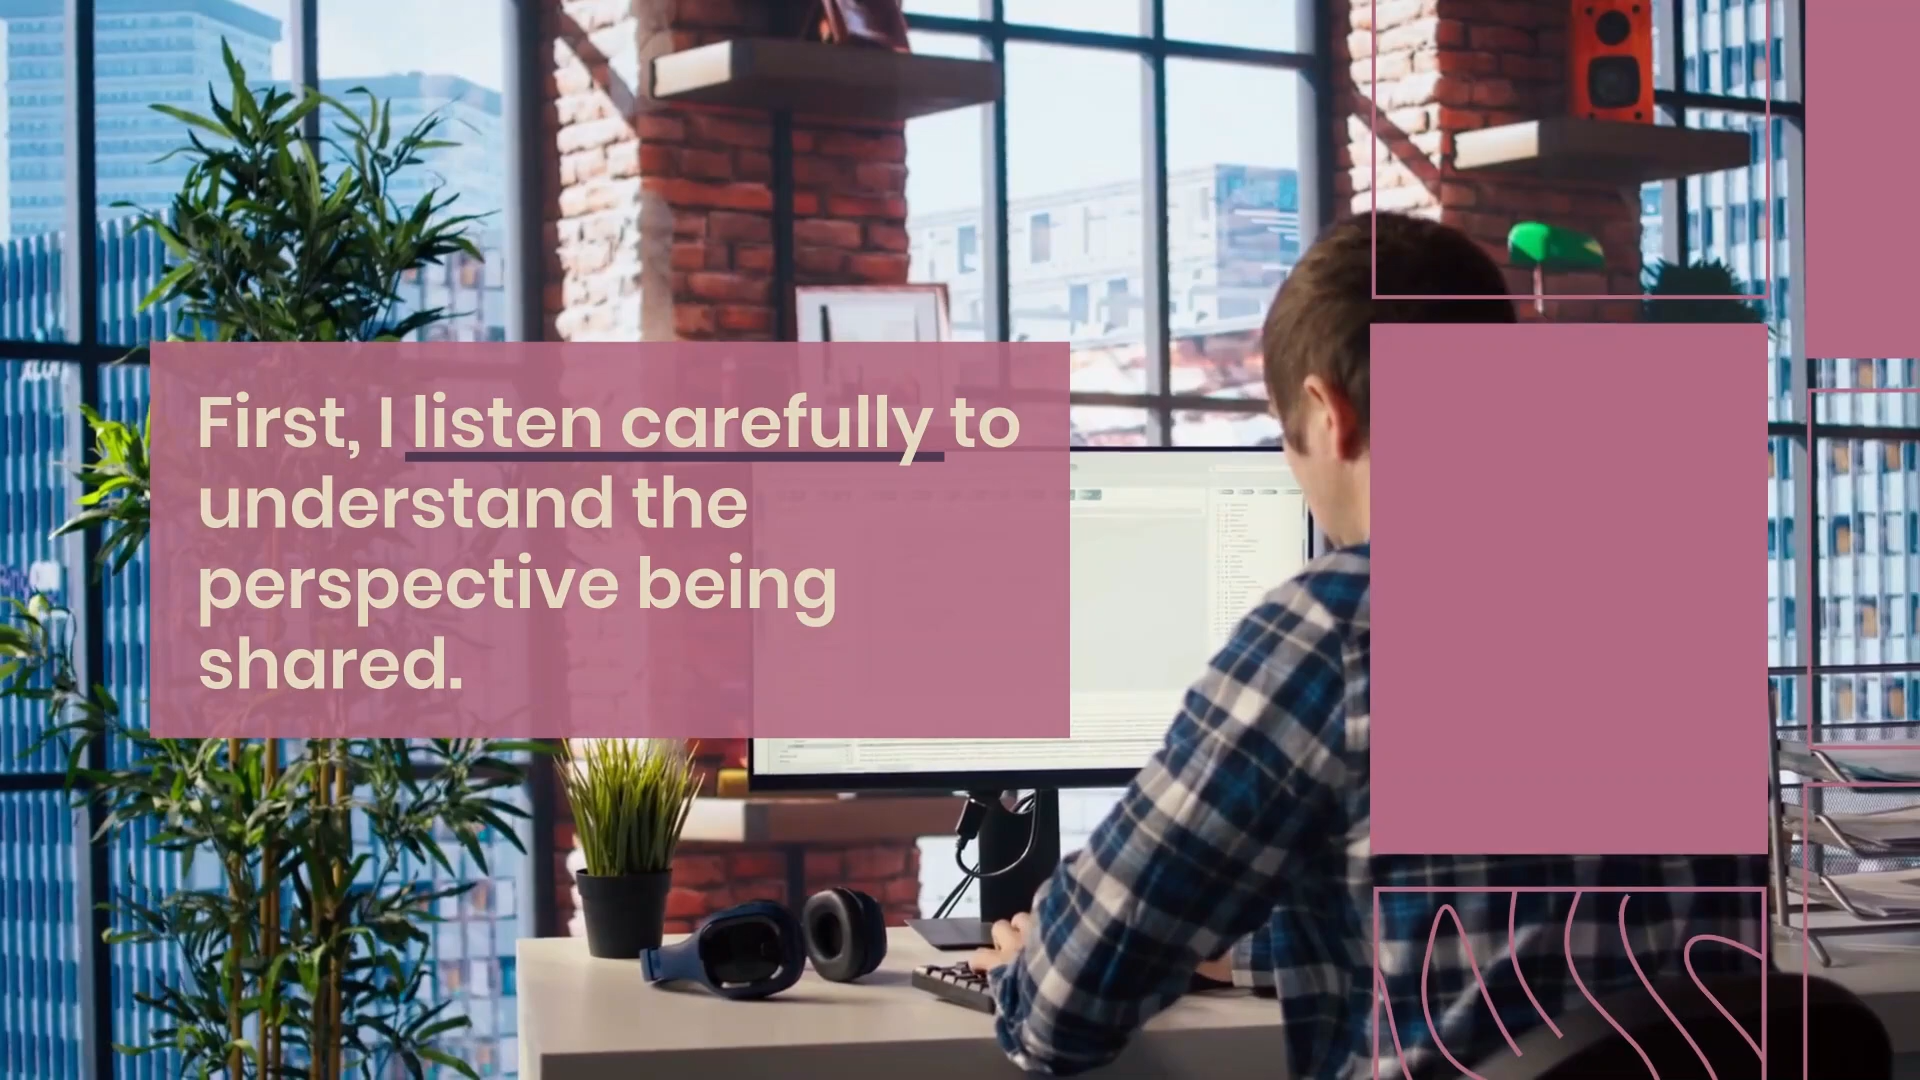 First, I listen carefully to
understand the
perspective being
shared.